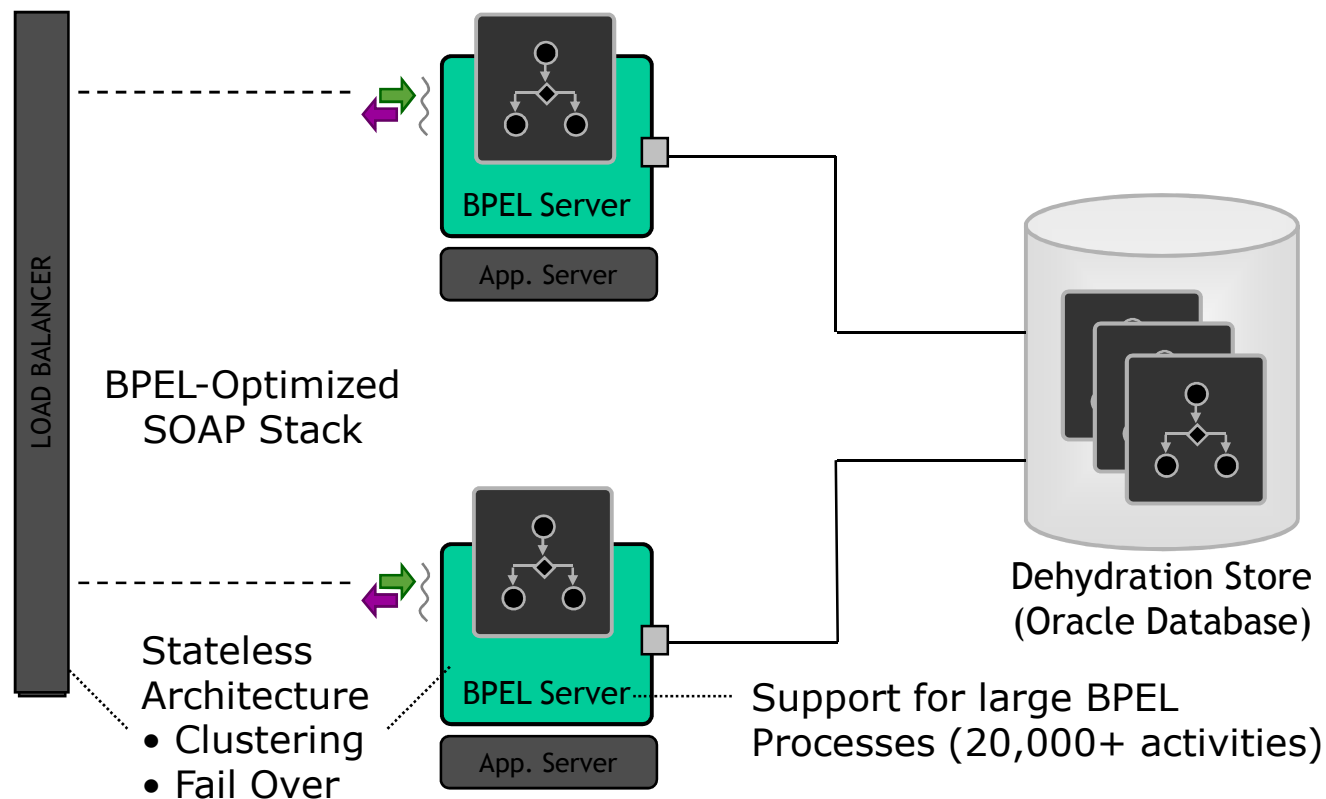 LOAD BALANCER
BPEL Server
App. Server
BPEL-Optimized
SOAP Stack
Dehydration Store
(Oracle Database)
Stateless
Architecture
• Clustering
• Fail Over
BPEL Server
App. Server
Support for large BPEL
Processes (20,000+ activities)